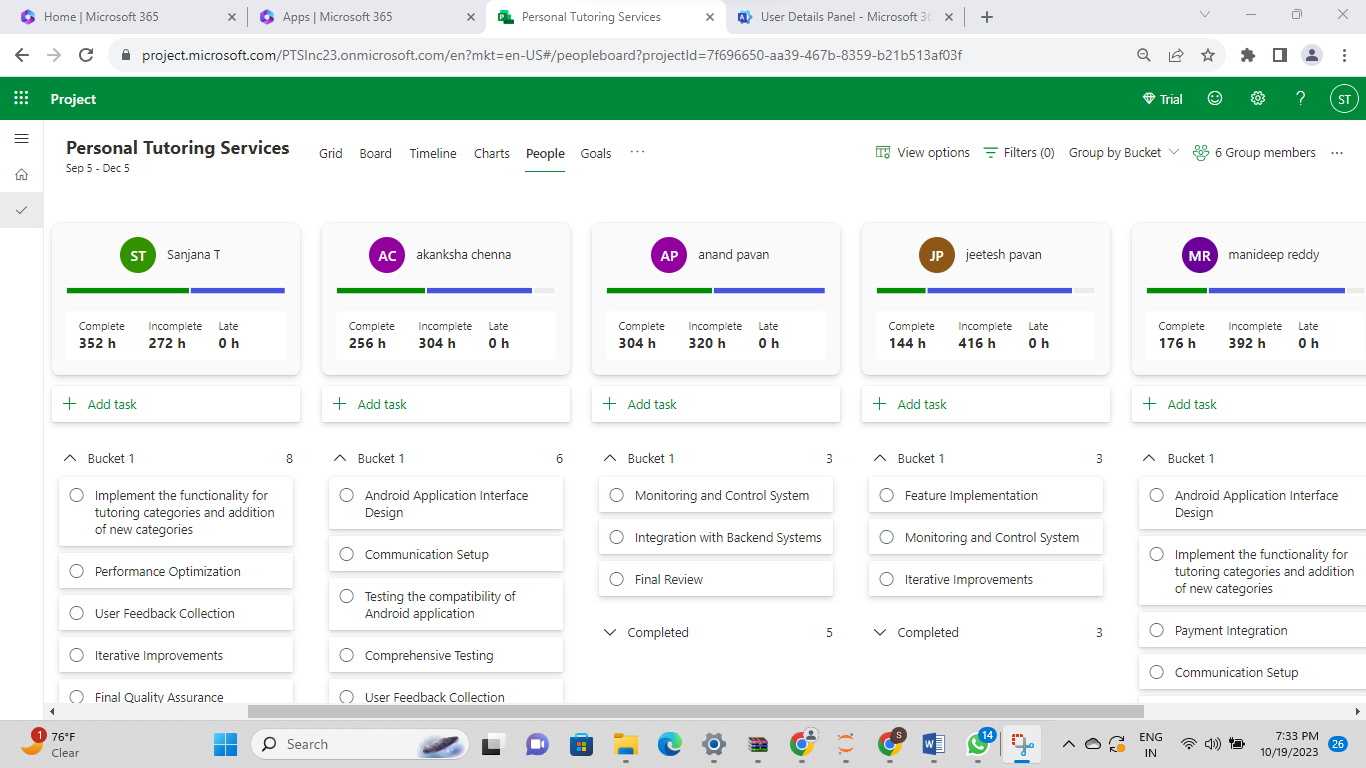 Home | Microsoft 365
Apps | Microsoft 365
Personal Tutoring Services
User Details Panel - Microsoft 36
project.microsoft.com/PTSInc23.onmicrosoft.com/en?mkt=en-US#/peopleboard?projectId=7f696650-aa39-467b-8359-b21b513af03f
Project
Trial
?
ST
Personal Tutoring Services
Sep 5 - Dec 5
Grid
Board
Timeline
Charts
People
Goals
...
View options
Filters (0)
Group by Bucket
6 Group members
...
ST
Sanjana T
Complete Incomplete Late
352 h 272 h 0 h
Add task
Bucket 1 8
Implement the functionality for
tutoring categories and addition
of new categories
Performance Optimization
User Feedback Collection
Iterative Improvements
Final Quality Assurance
AC
akanksha chenna
Complete Incomplete Late
256 h 304 h 0 h
Add task
Bucket 1 6
Android Application Interface
Design
Communication Setup
Testing the compatibility of
Android application
Comprehensive Testing
User Feedback Collection
AP
anand pavan
Complete Incomplete Late
304 h 320 h 0 h
Add task
Bucket 1 3
Monitoring and Control System
Integration with Backend Systems
Final Review
Completed 5
JP
jeetesh pavan
Complete Incomplete Late
144 h 416 h 0 h
Add task
Bucket 1 3
Feature Implementation
Monitoring and Control System
Iterative Improvements
Completed 3
MR
manideep reddy
Complete Incomplete Late
176 h 392 h 0 h
Add task
Bucket 1
Android Application Interface
Design
Implement the functionality for
tutoring categories and addition
of new categories
Payment Integration
Communication Setup
1
76°F
Clear
Search
S
W
14
ENG
IN
7:33 PM
10/19/2023
26